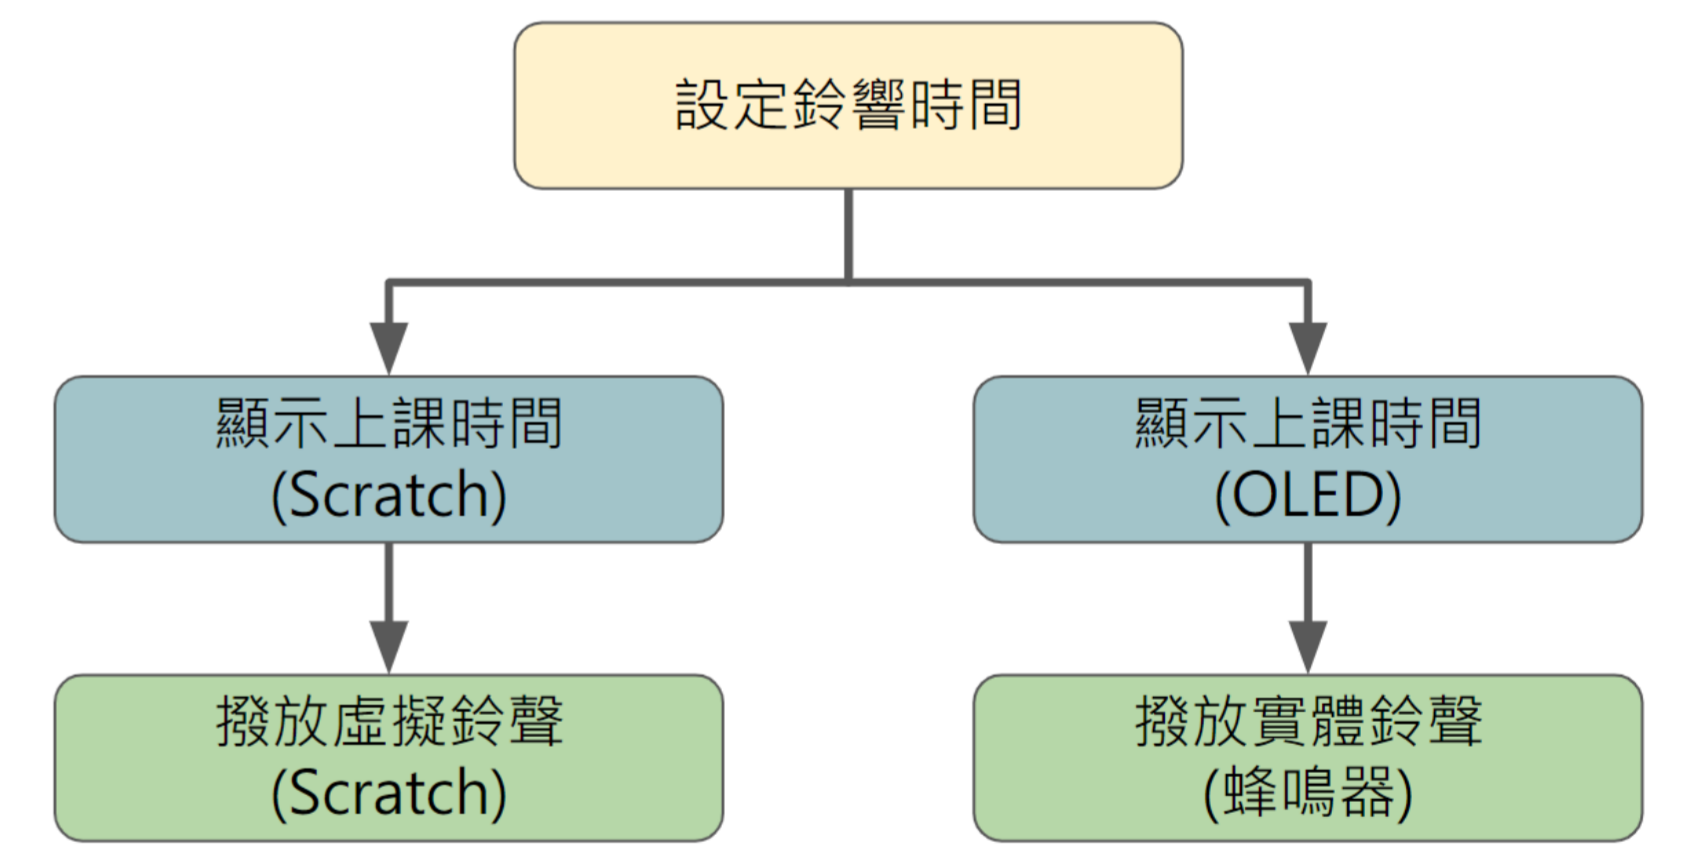 設定鈴響時間
顯示上課時間
(Scratch)
顯示上課時間
(OLED)
撥放虛擬鈴聲
(Scratch)
撥放實體鈴聲
(蜂鳴器)